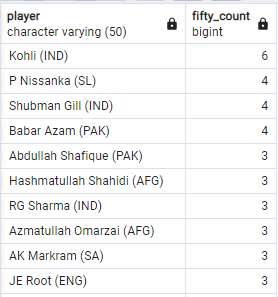 player fifty_count
character varying (50) bigint
Kohli (IND) 6
P Nissanka (SL) 4
Shubman Gill (IND) 4
Babar Azam (PAK) 4
Abdullah Shafique (PAK) 3
Hashmatullah Shahidi (AFG) 3
RG Sharma (IND) 3
Azmatullah Omarzai (AFG) 3
AK Markram (SA) 3
JE Root (ENG) 3